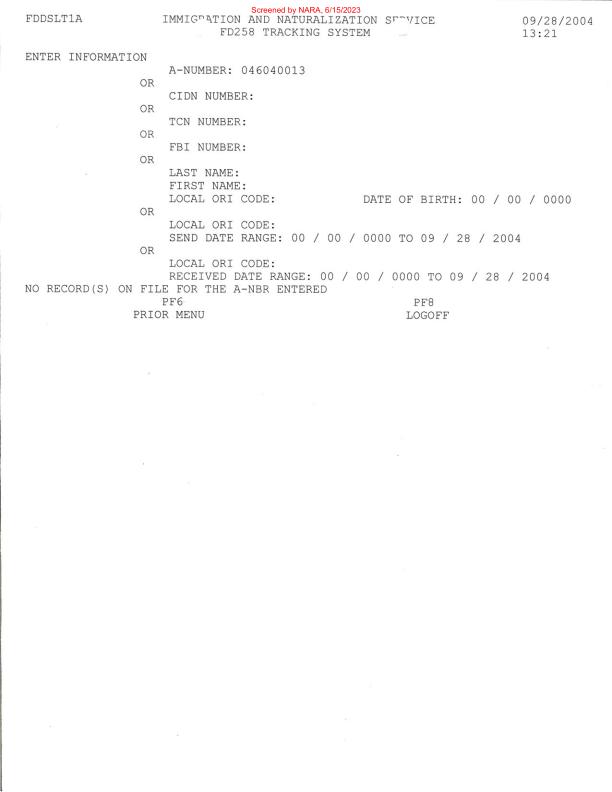 Screened by NARA, 6/15/2023
FDDSLT1A IMMIGRATION AND NATURALIZATION SERVICE 09/28/2004
FD258 TRACKING SYSTEM 13:21
ENTER INFORMATION
A-NUMBER: 046040013
OR
CIDN NUMBER:
OR
TCN NUMBER:
OR
FBI NUMBER:
OR
LAST NAME:
FIRST NAME:
LOCAL ORI CODE: DATE OF BIRTH: 00 / 00 / 0000
OR
LOCAL ORI CODE:
SEND DATE RANGE: 00 / 00 / 0000 TO 09 / 28 / 2004
OR
LOCAL ORI CODE:
RECEIVED DATE RANGE: 00 / 00 / 0000 TO 09 / 28 / 2004
NO RECORD(S) ON FILE FOR THE A-NBR ENTERED
PF6 PF8
PRIOR MENU LOGOFF